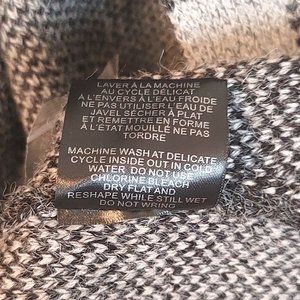 LAVER À LA MACHINE
AU CYCLE DÉLICAT
À L'ENVERS À L'EAU FROIDE
NE PAS UTILISER L'EAU DE
JAVEL SÉCHER À PLAT
ET REMETTRE EN FORME
À L'ÉTAT MOUILLÉ NE PAS
TORDRE
MACHINE WASH AT DELICATE
CYCLE INSIDE OUT IN COLD
WATER. DO NOT USE
CHLORINE BLEACH
DRY FLAT AND
RESHAPE WHILE STILL WET
DO NOT WRING